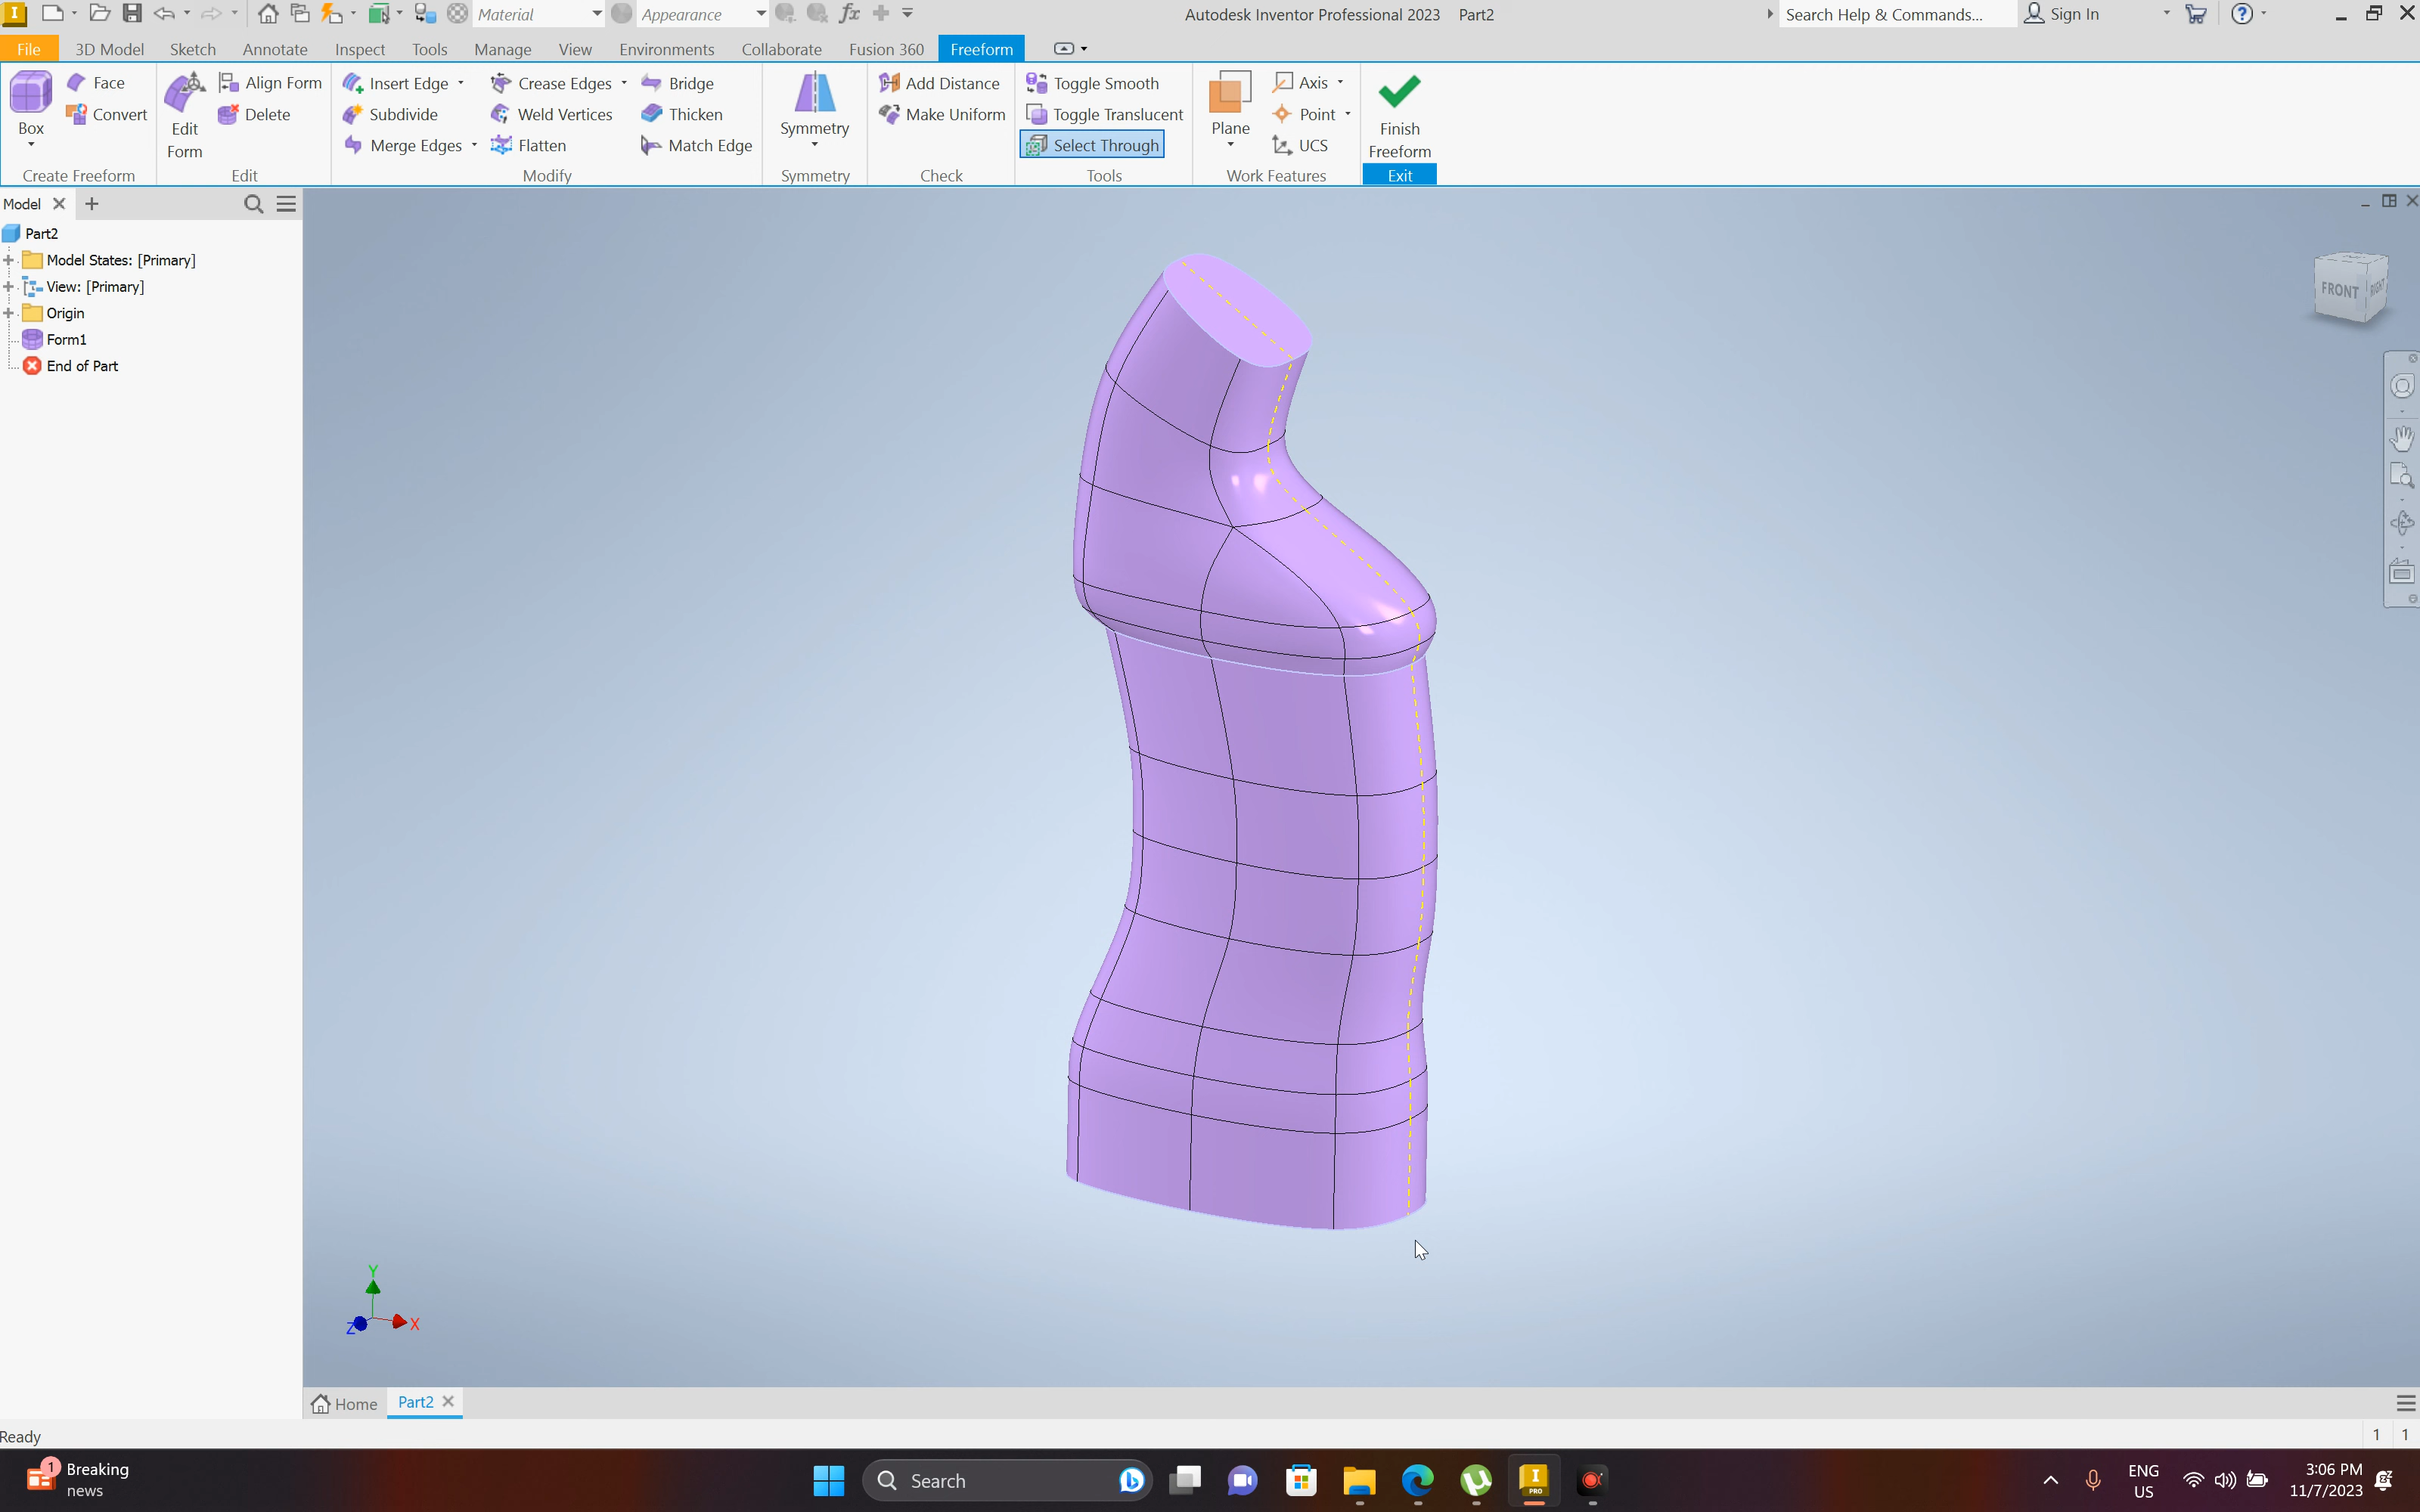 Material Appearance Autodesk Inventor Professional 2023 Part2 Search Help & Commands... Sign In
File 3D Model Sketch Annotate Inspect Tools Manage View Environments Collaborate Fusion 360 Freeform
Box
Face
Convert
Create Freeform
Edit
Form
Align Form
Delete
Edit
Insert Edge Crease Edges Bridge
Subdivide Weld Vertices Thicken
Merge Edges Flatten Match Edge
Modify
Symmetry
Symmetry
Add Distance
Make Uniform
Check
Toggle Smooth
Toggle Translucent
Select Through
Tools
Plane
Axis
Point
UCS
Work Features
Finish
Freeform
Exit
Model
Part2
Model States: [Primary]
View: [Primary]
Origin
Form1
End of Part
FRONT RIGHT
Y
Z X
Home Part2
Ready 1 1
1
Breaking
news
Search
PRO
ENG
US
3:06 PM
11/7/2023